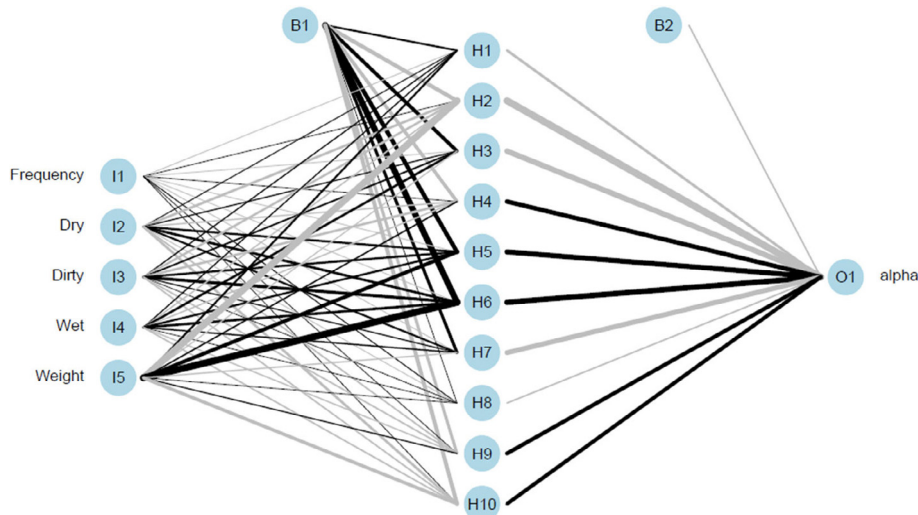 B1
B2
H1
H2
H3
Frequency I1
H4
Dry I2
H5
Dirty I3
O1 alpha
H6
Wet I4
H7
Weight I5
H8
H9
H10